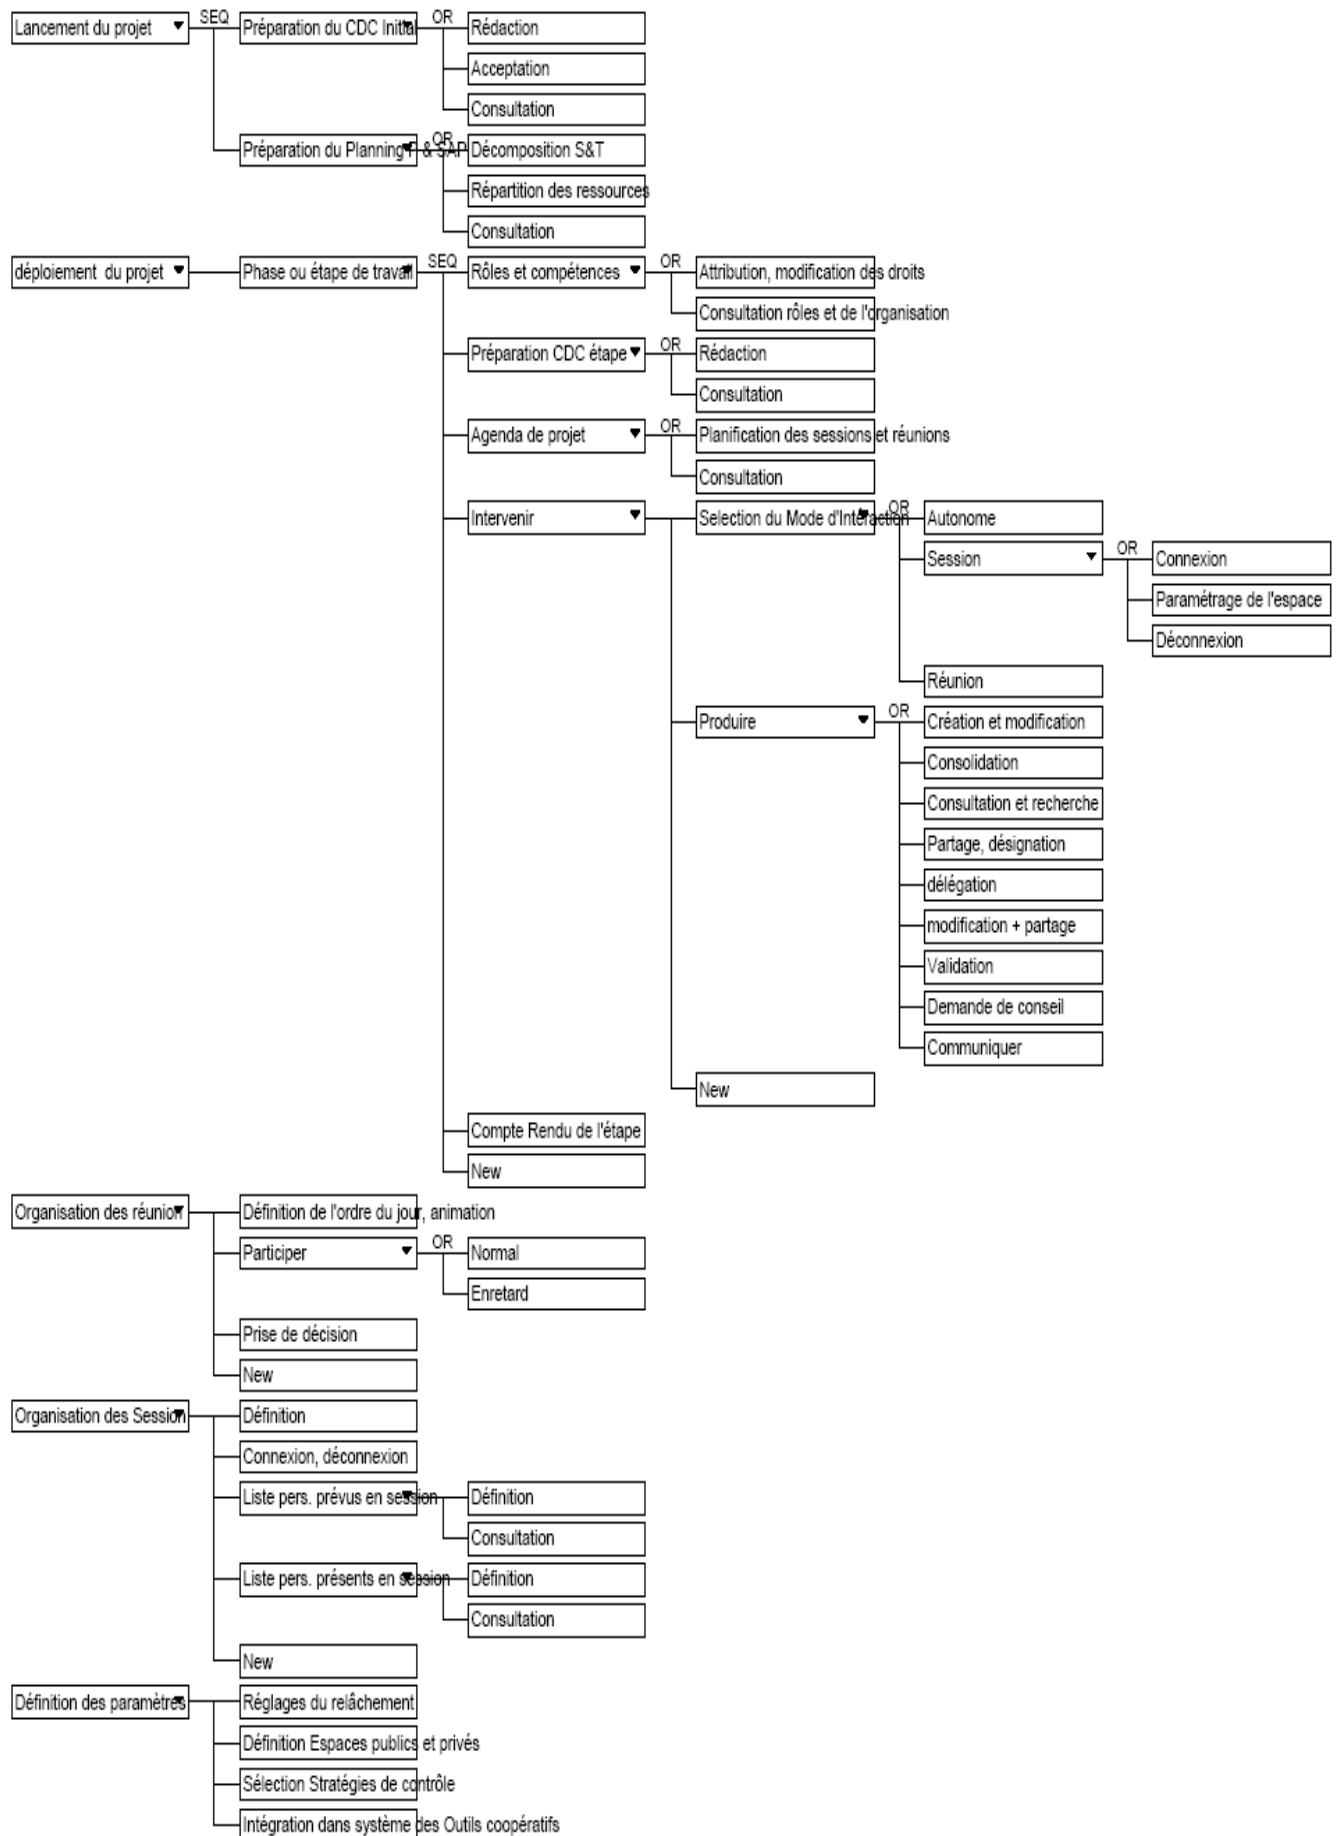 Lancement du projet
SEQ
Préparation du CDC Initial
OR
Rédaction
Acceptation
Consultation
Préparation du Planning P & SAP
OR
Décomposition S&T
Répartition des ressources
Consultation
déploiement du projet
Phase ou étape de travail
SEQ
Rôles et compétences
OR
Attribution, modification des droits
Consultation rôles et de l'organisation
Préparation CDC étape
OR
Rédaction
Consultation
Agenda de projet
OR
Planification des sessions et réunions
Consultation
Intervenir
Selection du Mode d'Interaction
OR
Autonome
Session
OR
Connexion
Paramétrage de l'espace
Déconnexion
Réunion
Produire
OR
Création et modification
Consolidation
Consultation et recherche
Partage, désignation
délégation
modification + partage
Validation
Demande de conseil
Communiquer
New
Compte Rendu de l'étape
New
Organisation des réunion
Définition de l'ordre du jour, animation
Participer
OR
Normal
Enretard
Prise de décision
New
Organisation des Session
Définition
Connexion, déconnexion
Liste pers. prévus en session
Définition
Consultation
Liste pers. présents en session
Définition
Consultation
New
Définition des paramètres
Réglages du relâchement
Définition Espaces publics et privés
Sélection Stratégies de contrôle
Intégration dans système des Outils coopératifs